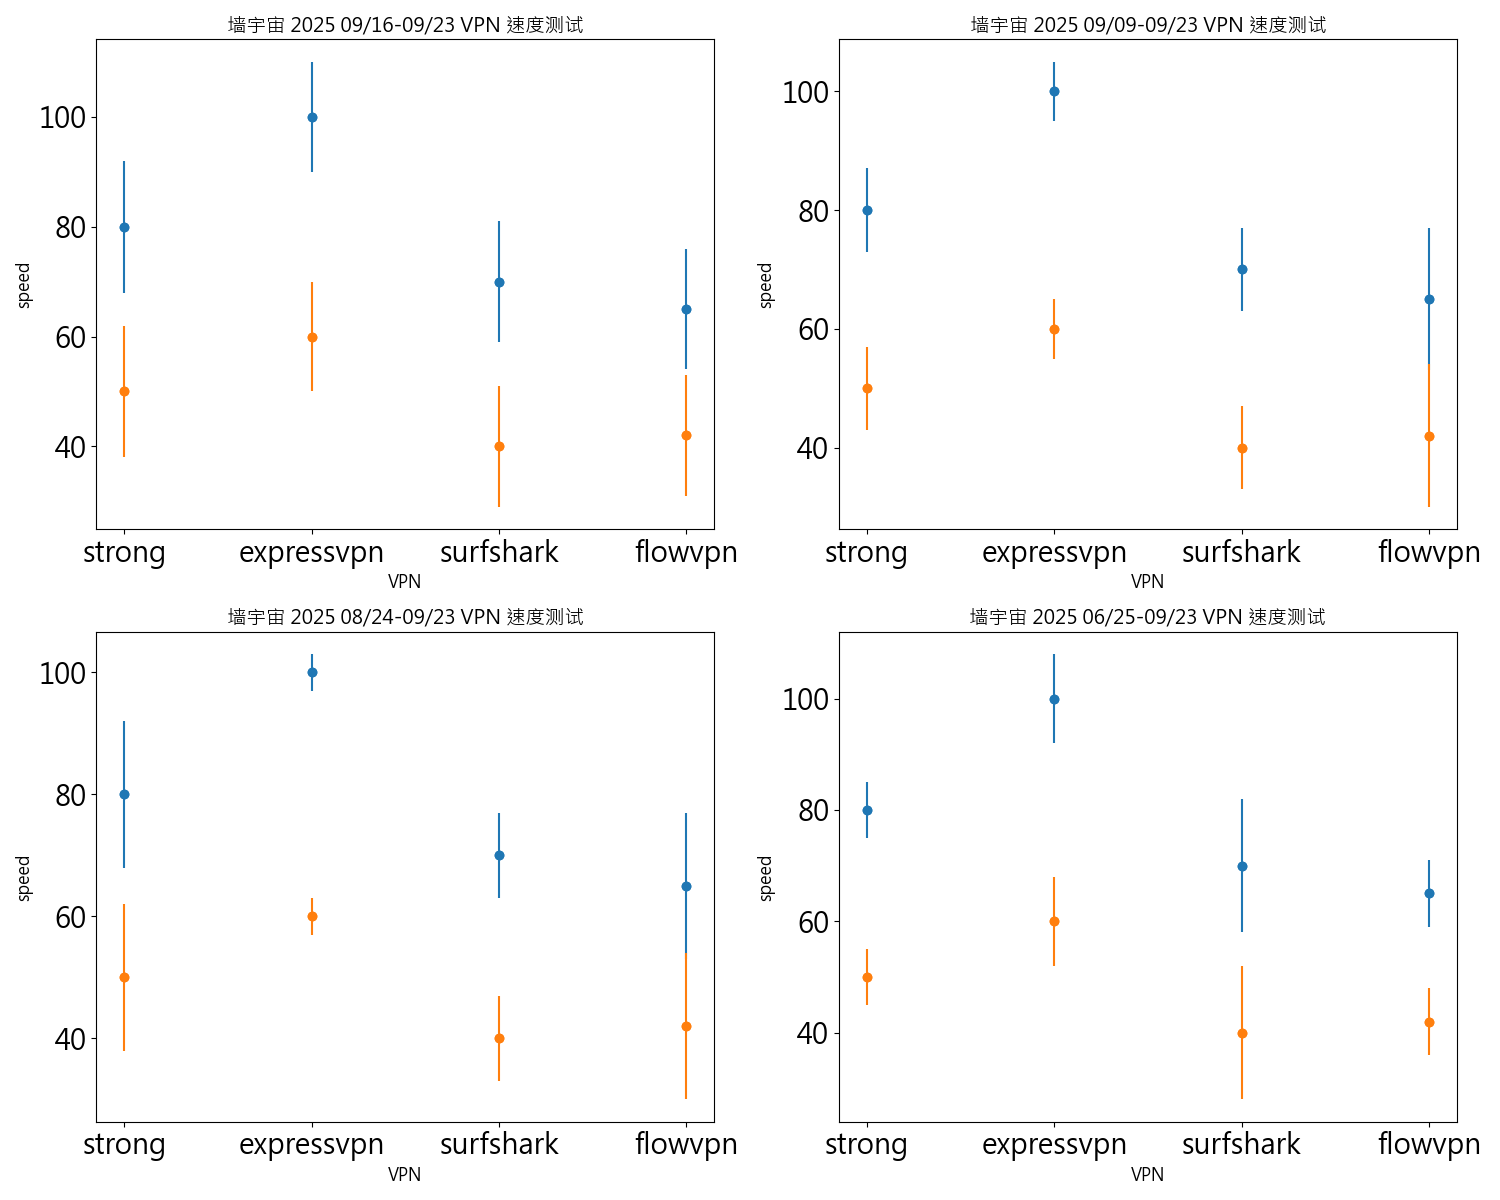 墙宇宙 2025 09/16-09/23 VPN 速度测试
100
80
60
40
speed
strong expressvpn surfshark flowvpn
VPN
墙宇宙 2025 09/09-09/23 VPN 速度测试
100
80
60
40
speed
strong expressvpn surfshark flowvpn
VPN
墙宇宙 2025 08/24-09/23 VPN 速度测试
100
80
60
40
speed
strong expressvpn surfshark flowvpn
VPN
墙宇宙 2025 06/25-09/23 VPN 速度测试
100
80
60
40
speed
strong expressvpn surfshark flowvpn
VPN